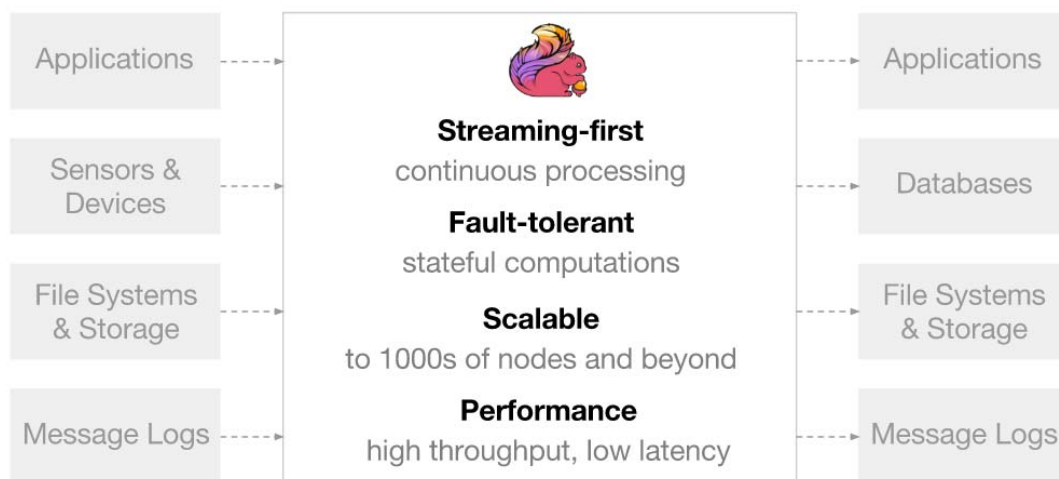 Applications
Sensors &
Devices
File Systems
& Storage
Message Logs
Streaming-first
continuous processing
Fault-tolerant
stateful computations
Scalable
to 1000s of nodes and beyond
Performance
high throughput, low latency
Applications
Databases
File Systems
& Storage
Message Logs